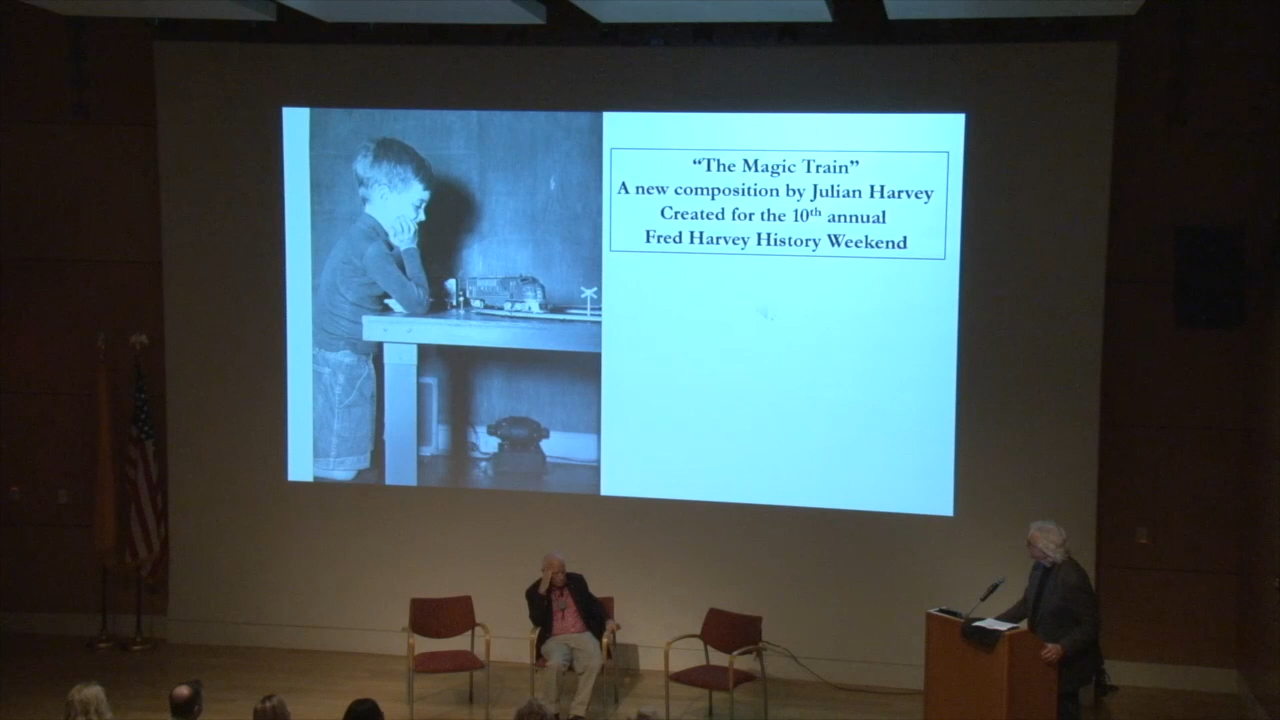 “The Magic Train”
A new composition by Julian Harvey
Created for the 10th annual
Fred Harvey History Weekend